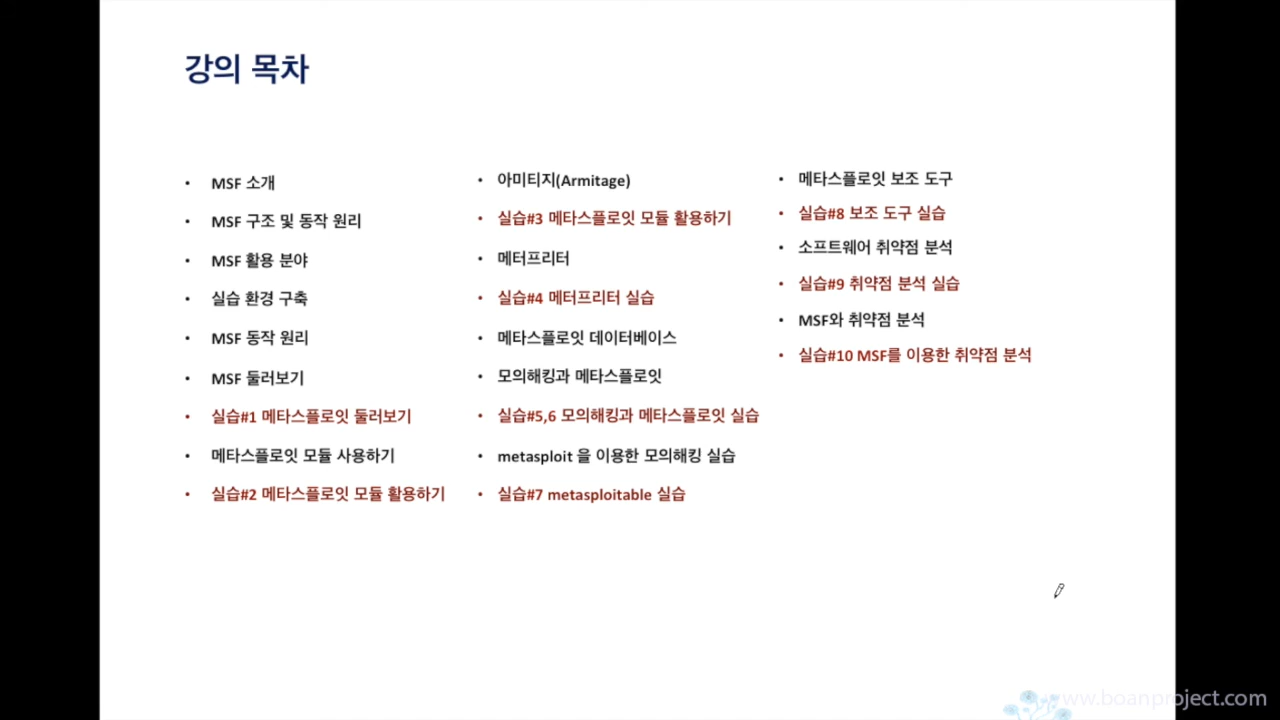 강의 목차
• MSF 소개
• MSF 구조 및 동작 원리
• MSF 활용 분야
• 실습 환경 구축
• MSF 동작 원리
• MSF 둘러보기
• 실습#1 메타스플로잇 둘러보기
• 메타스플로잇 모듈 사용하기
• 실습#2 메타스플로잇 모듈 활용하기
• 아미티지(Armitage)
• 실습#3 메타스플로잇 모듈 활용하기
• 메터프리터
• 실습#4 메터프리터 실습
• 메타스플로잇 데이터베이스
• 모의해킹과 메타스플로잇
• 실습#5,6 모의해킹과 메타스플로잇 실습
• metasploit 을 이용한 모의해킹 실습
• 실습#7 metasploitable 실습
• 메타스플로잇 보조 도구
• 실습#8 보조 도구 실습
• 소프트웨어 취약점 분석
• 실습#9 취약점 분석 실습
• MSF와 취약점 분석
• 실습#10 MSF를 이용한 취약점 분석
www.boanproject.com